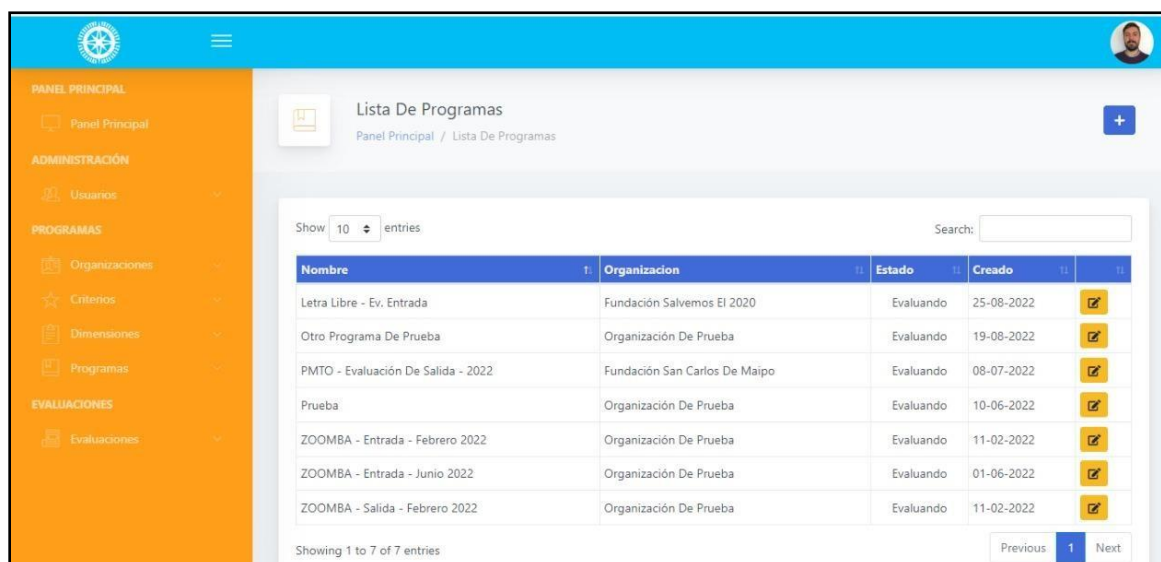 PANEL PRINCIPAL
Panel Principal
ADMINISTRACIÓN
Usuarios
PROGRAMAS
Organizaciones
Criterios
Dimensiones
Programas
EVALUACIONES
Evaluaciones
Lista De Programas
Panel Principal / Lista De Programas
+
Show 10 entries
Search:
Nombre Organizacion Estado Creado
Letra Libre - Ev. Entrada Fundación Salvemos El 2020 Evaluando 25-08-2022
Otro Programa De Prueba Organización De Prueba Evaluando 19-08-2022
PMTO - Evaluación De Salida - 2022 Fundación San Carlos De Maipo Evaluando 08-07-2022
Prueba Organización De Prueba Evaluando 10-06-2022
ZOOMBA - Entrada - Febrero 2022 Organización De Prueba Evaluando 11-02-2022
ZOOMBA - Entrada - Junio 2022 Organización De Prueba Evaluando 01-06-2022
ZOOMBA - Salida - Febrero 2022 Organización De Prueba Evaluando 11-02-2022
Showing 1 to 7 of 7 entries
Previous 1 Next